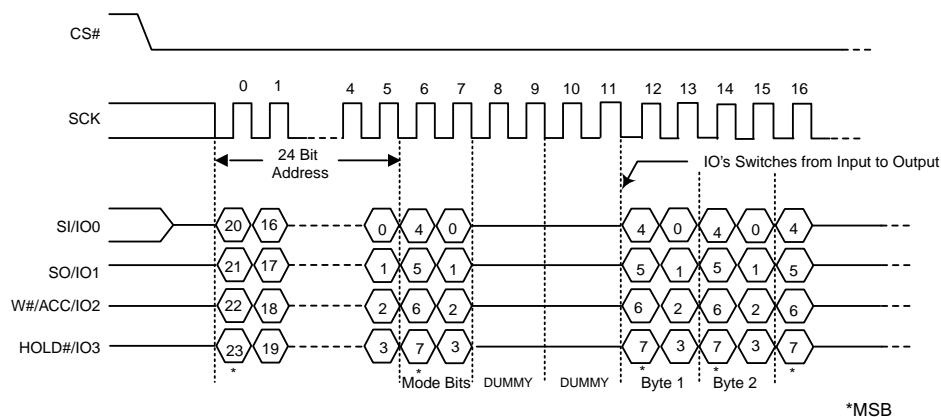 CS#
0 1 4 5 6 7 8 9 10 11 12 13 14 15 16
SCK
24 Bit
Address
IO's Switches from Input to Output
SI/IO0 20 16 0 4 0 4 0 4 0 4
SO/IO1 21 17 1 5 1 5 1 5 1 5
W#/ACC/IO2 22 18 2 6 2 6 2 6 2 6
HOLD#/IO3 23 19 3 7 3 7 3 7 3 7
* * * * *
Mode Bits DUMMY DUMMY Byte 1 Byte 2
*MSB